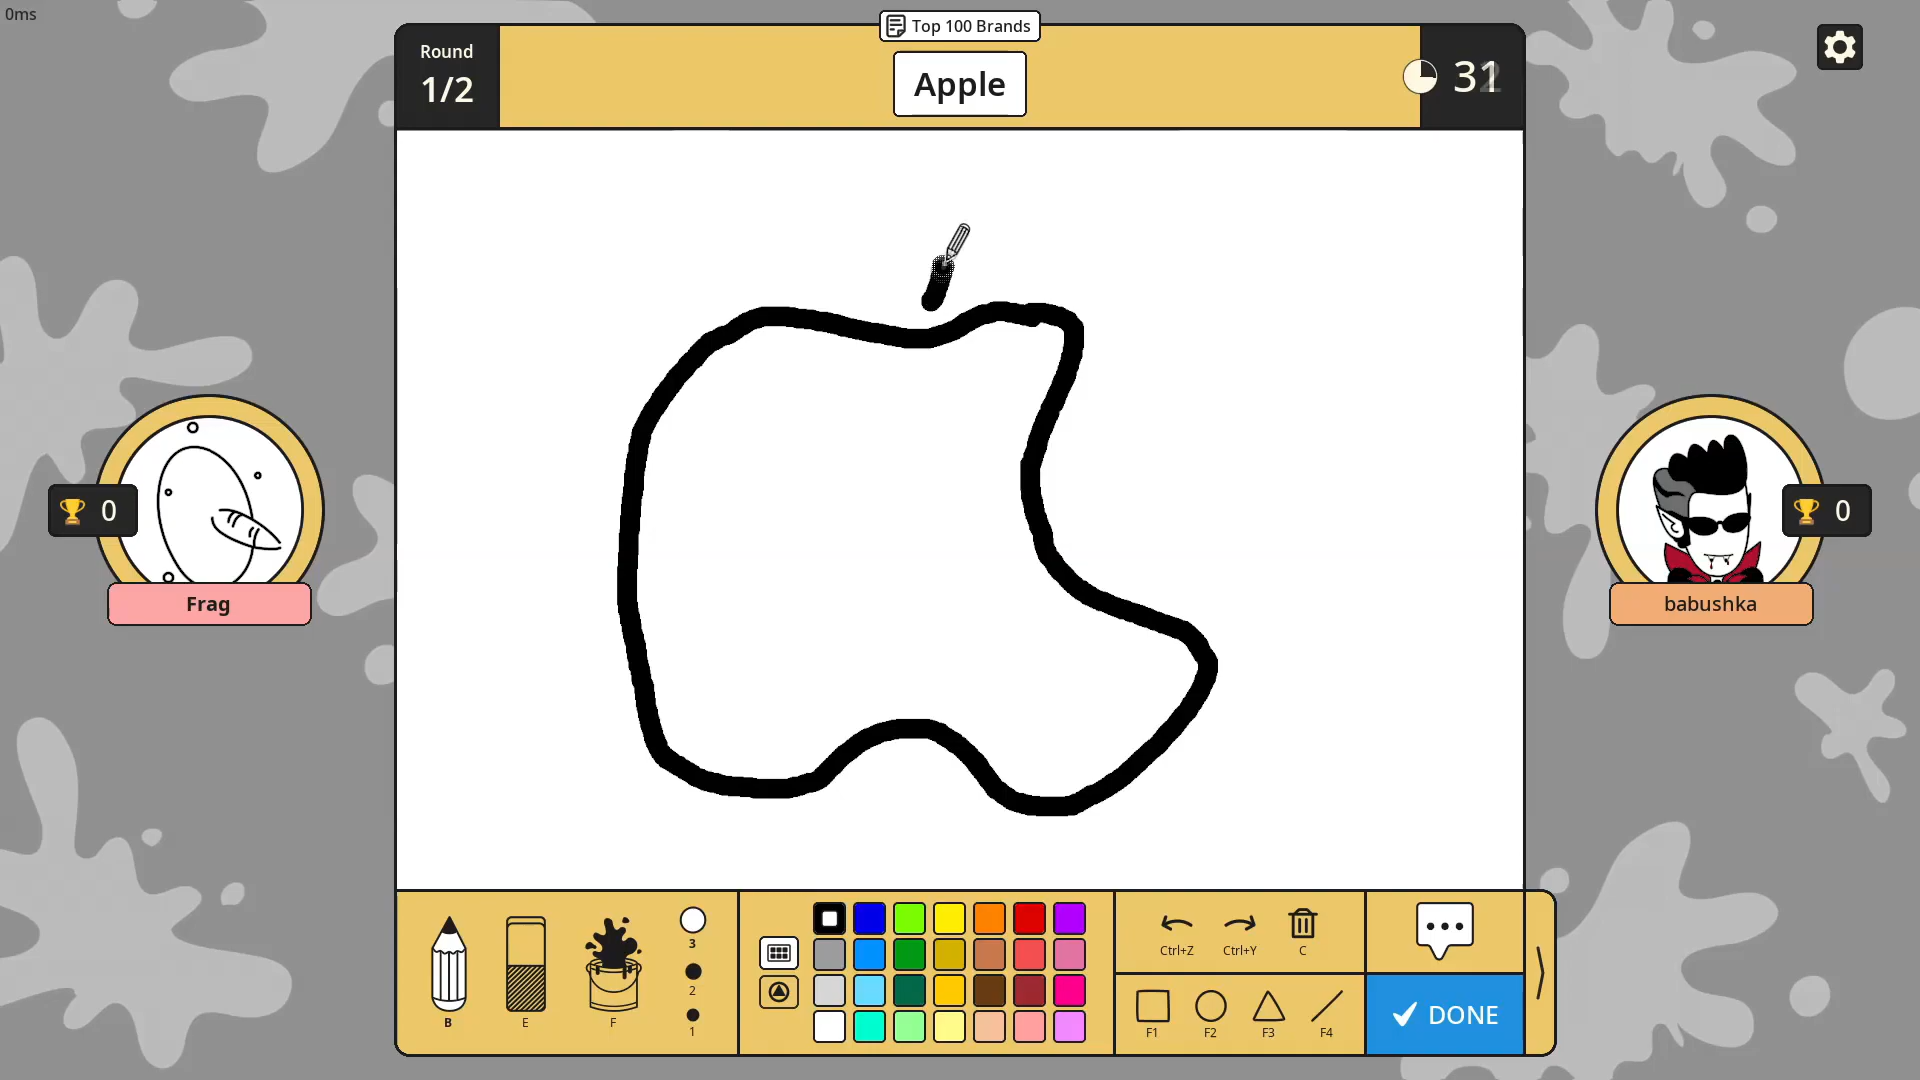 0ms
Top 100 Brands
Round
1/2
Apple
Frag
0
babushka
0
B
E
F
3
2
1
Ctrl+Z
Ctrl+Y
C
F1
F2
F3
F4
DONE